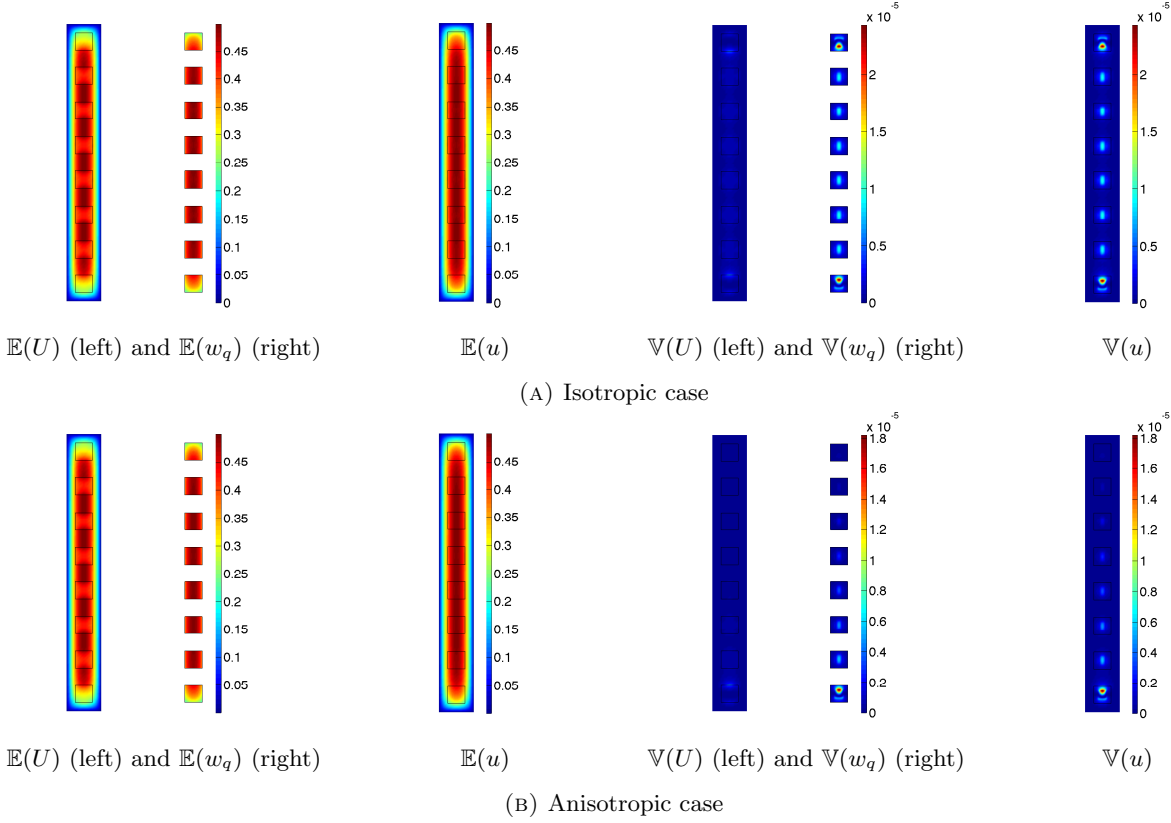 x 10⁻⁵ x 10⁻⁵
0.45 0.45
0.4 0.4 2 2
0.35 0.35
0.3 0.3 1.5 1.5
0.25 0.25
0.2 0.2 1 1
0.15 0.15
0.1 0.1 0.5 0.5
0.05 0.05
0 0 0 0
𝔼(U) (left) and 𝔼(w_q) (right) 𝔼(u) 𝕍(U) (left) and 𝕍(w_q) (right) 𝕍(u)
(A) Isotropic case
x 10⁻⁵ x 10⁻⁵
1.8 1.8
0.45 0.45 1.6 1.6
0.4 0.4 1.4 1.4
0.35 0.35 1.2 1.2
0.3 0.3 1 1
0.25 0.25
0.2 0.2 0.8 0.8
0.15 0.15 0.6 0.6
0.1 0.1 0.4 0.4
0.05 0.05 0.2 0.2
0 0
𝔼(U) (left) and 𝔼(w_q) (right) 𝔼(u) 𝕍(U) (left) and 𝕍(w_q) (right) 𝕍(u)
(B) Anisotropic case